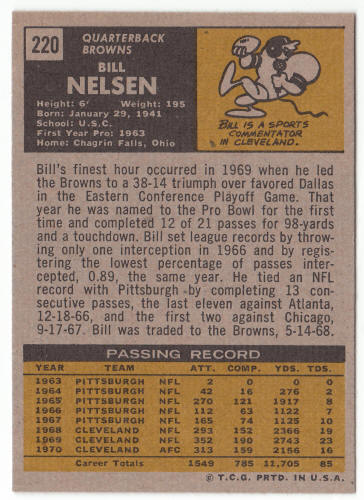 220
QUARTERBACK
BROWNS
BILL
NELSEN
Height: 6' Weight: 195
Born: January 29, 1941
School: U.S.C.
First Year Pro: 1963
Home: Chagrin Falls, Ohio
BILL IS A SPORTS
COMMENTATOR
IN CLEVELAND.
Bill's finest hour occurred in 1969 when he led
the Browns to a 38-14 triumph over favored Dallas
in the Eastern Conference Playoff Game. That
year he was named to the Pro Bowl for the first
time and completed 12 of 21 passes for 98-yards
and a touchdown. Bill set league records by throw-
ing only one interception in 1966 and by regis-
tering the lowest percentage of passes inter-
cepted, 0.89, the same year. He tied an NFL
record with Pittsburgh by completing 13 con-
secutive passes, the last eleven against Atlanta,
12-18-66, and the first two against Chicago,
9-17-67. Bill was traded to the Browns, 5-14-68.
PASSING RECORD
YEAR TEAM ATT. COMP. YDS. TDS.
1963 PITTSBURGH NFL 2 0 0 0
1964 PITTSBURGH NFL 42 16 276 2
1965 PITTSBURGH NFL 270 121 1917 8
1966 PITTSBURGH NFL 112 63 1122 7
1967 PITTSBURGH NFL 165 74 1125 10
1968 CLEVELAND NFL 293 152 2366 19
1969 CLEVELAND NFL 352 190 2743 23
1970 CLEVELAND AFC 313 159 2156 16
Career Totals 1549 785 11,705 85
© T.C.G. PRTD. IN U.S.A.